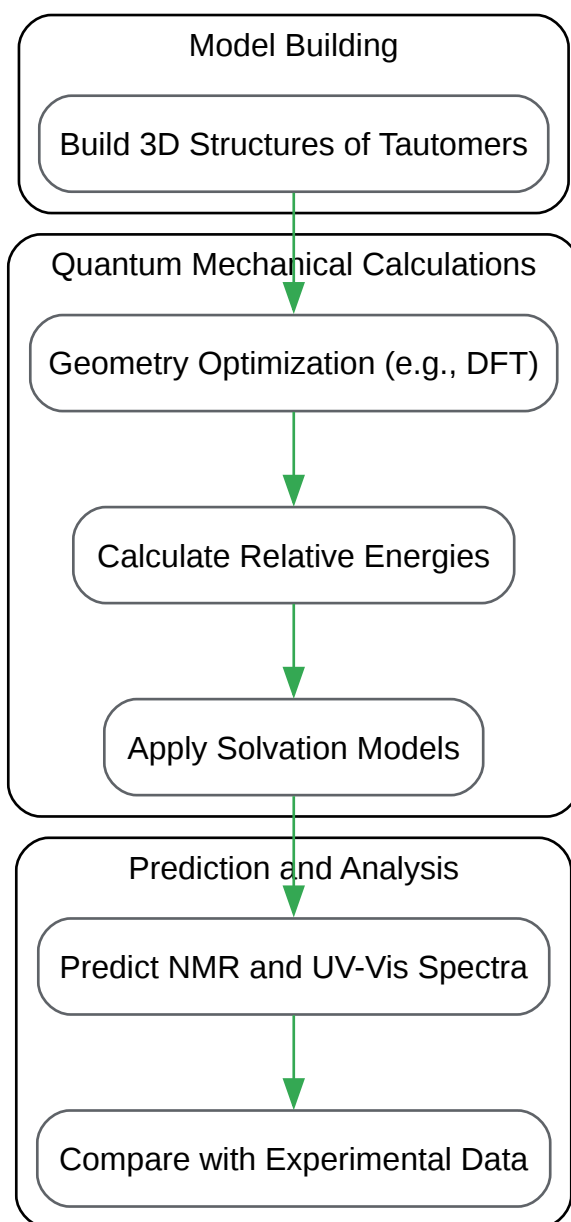 Model Building
Build 3D Structures of Tautomers
Quantum Mechanical Calculations
Geometry Optimization (e.g., DFT)
Calculate Relative Energies
Apply Solvation Models
Prediction and Analysis
Predict NMR and UV-Vis Spectra
Compare with Experimental Data